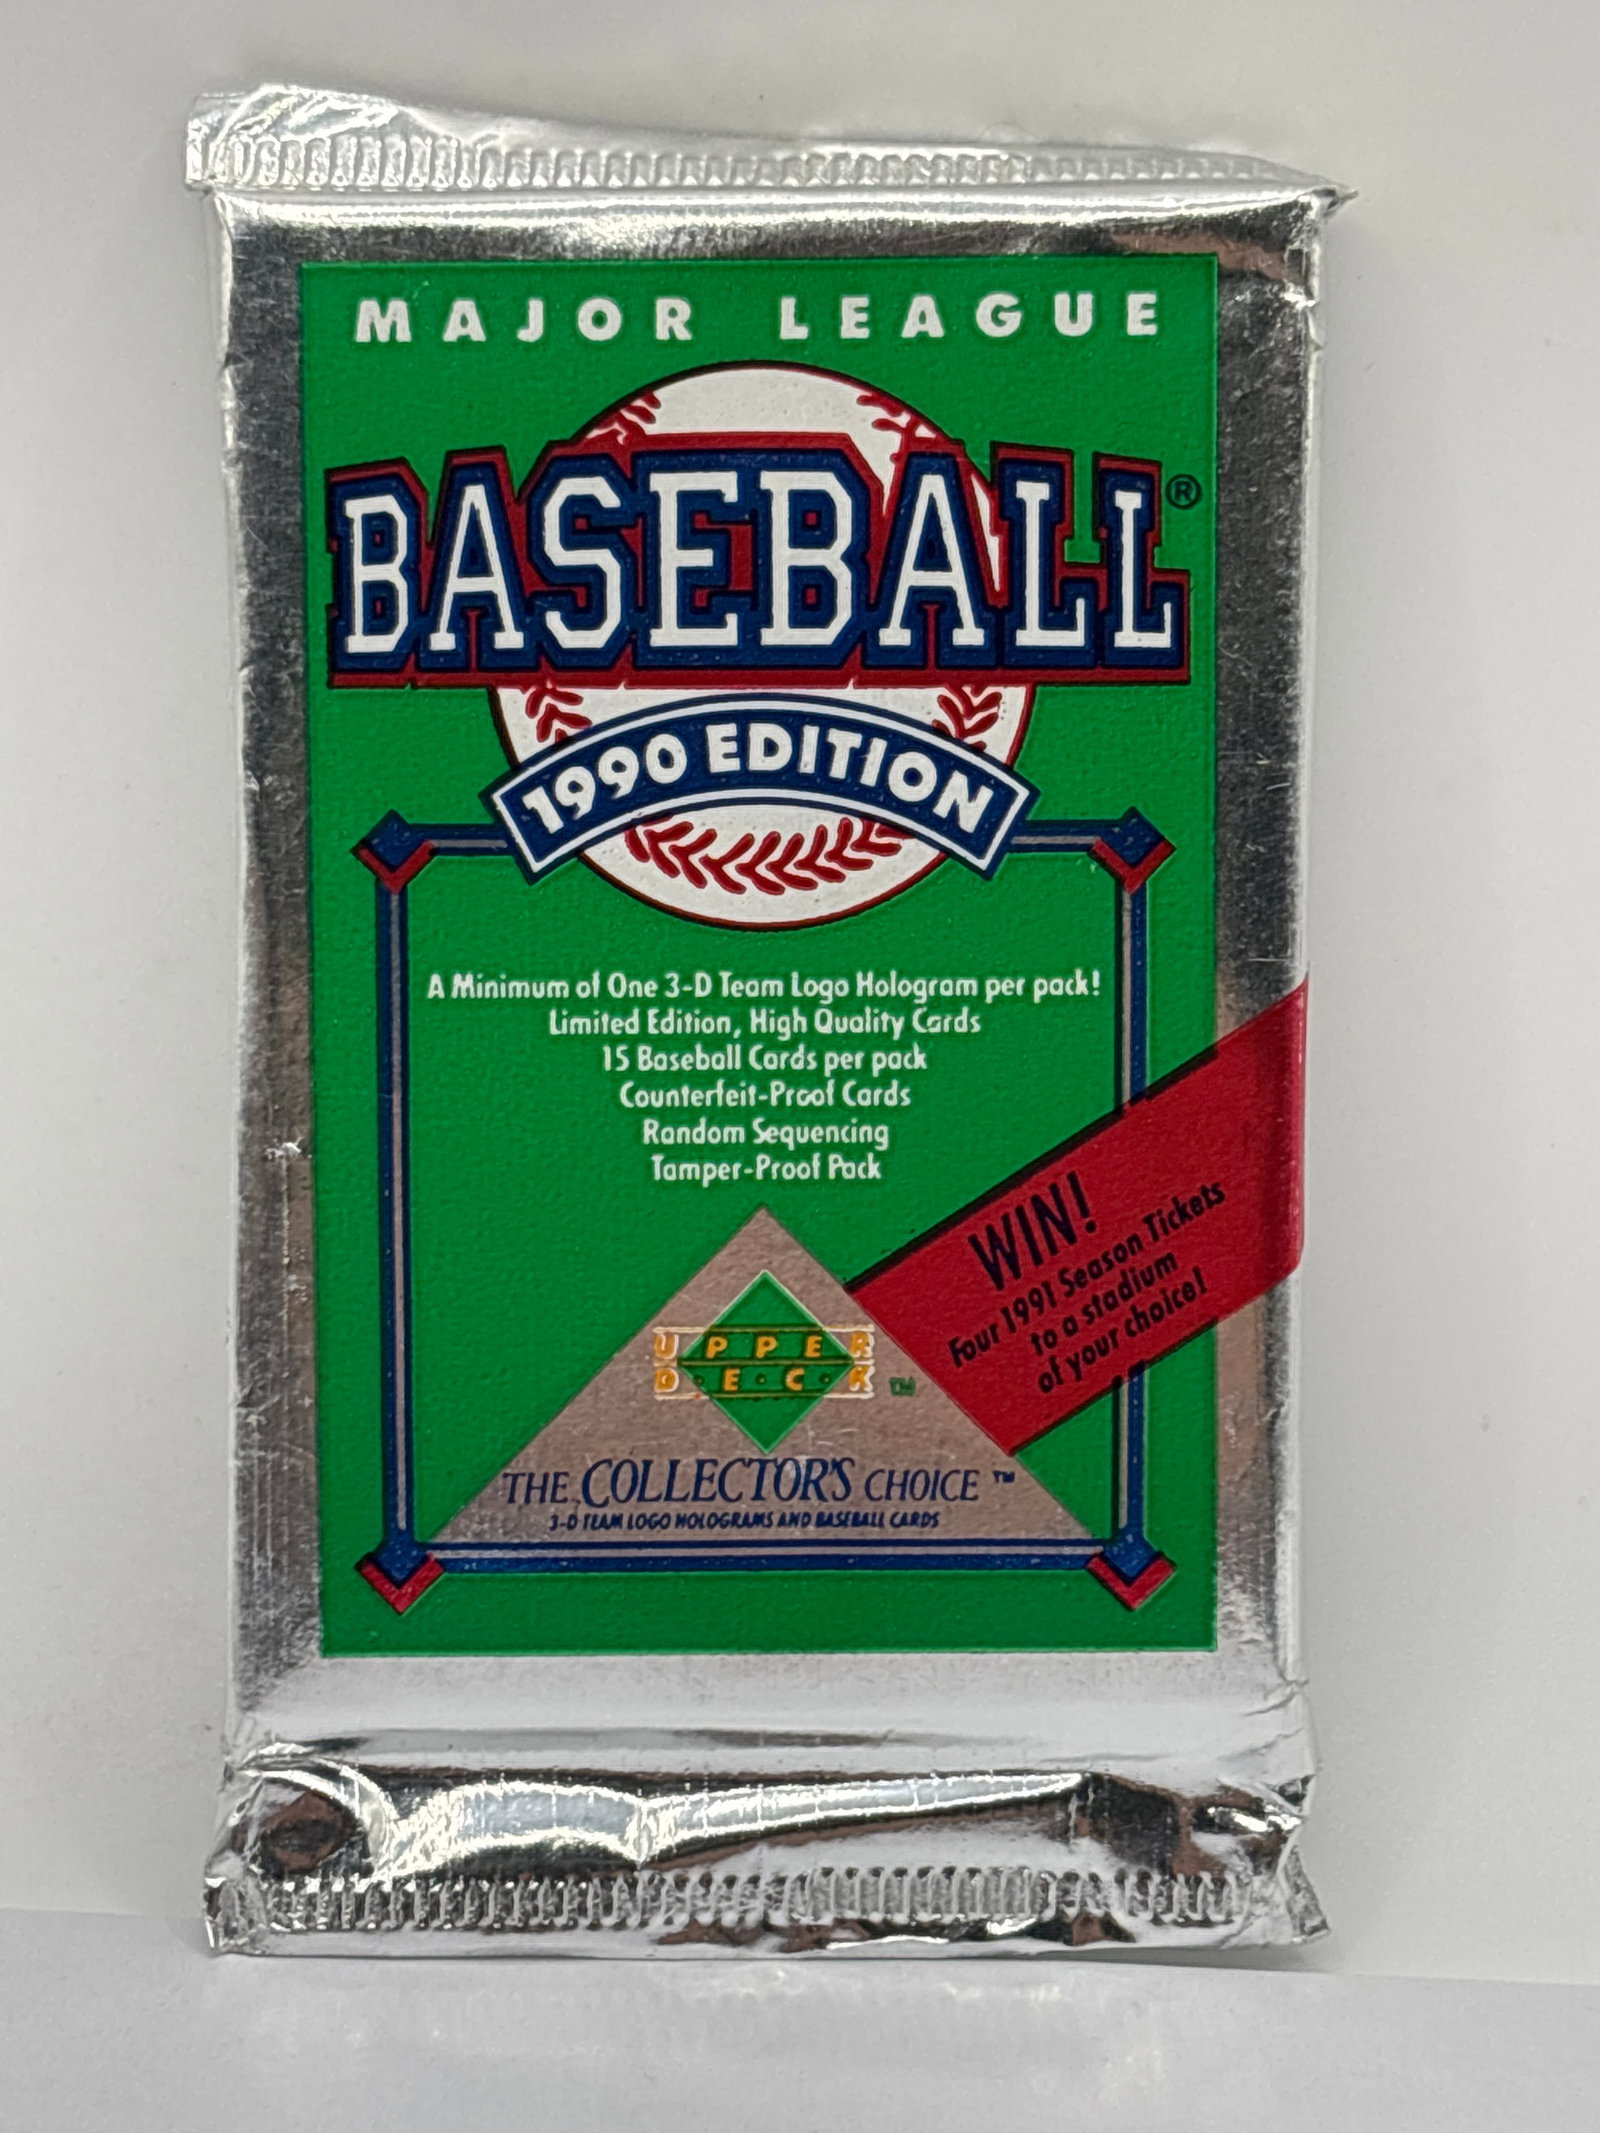 MAJOR LEAGUE
BASEBALL®
1990 EDITION
A Minimum of One 3-D Team Logo Hologram per pack!
Limited Edition, High Quality Cards
15 Baseball Cards per pack
Counterfeit-Proof Cards
Random Sequencing
Tamper-Proof Pack
WIN!
Four 1991 Season Tickets
to a stadium
of your choice!
UPPER
DECK™
THE COLLECTOR'S CHOICE™
3-D TEAM LOGO HOLOGRAMS AND BASEBALL CARDS